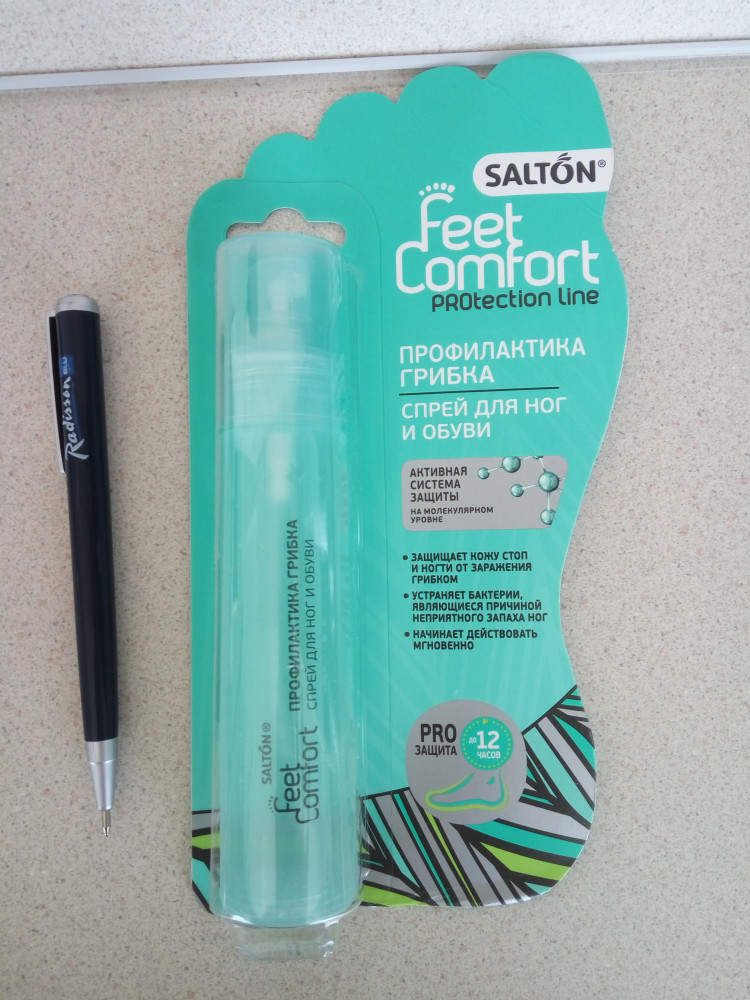 SALTON®
Feet
Comfort
PROtection line
ПРОФИЛАКТИКА
ГРИБКА
СПРЕЙ ДЛЯ НОГ
И ОБУВИ
АКТИВНАЯ
СИСТЕМА
ЗАЩИТЫ
НА МОЛЕКУЛЯРНОМ
УРОВНЕ
• ЗАЩИЩАЕТ КОЖУ СТОП
И НОГТИ ОТ ЗАРАЖЕНИЯ
ГРИБКОМ
• УСТРАНЯЕТ БАКТЕРИИ,
ЯВЛЯЮЩИЕСЯ ПРИЧИНОЙ
НЕПРИЯТНОГО ЗАПАХА НОГ
• НАЧИНАЕТ ДЕЙСТВОВАТЬ
МГНОВЕННО
PRO
ЗАЩИТА
ДО 12
ЧАСОВ
SALTON®
Feet
Comfort
ПРОФИЛАКТИКА ГРИБКА
СПРЕЙ ДЛЯ НОГ И ОБУВИ
Radisson BLU